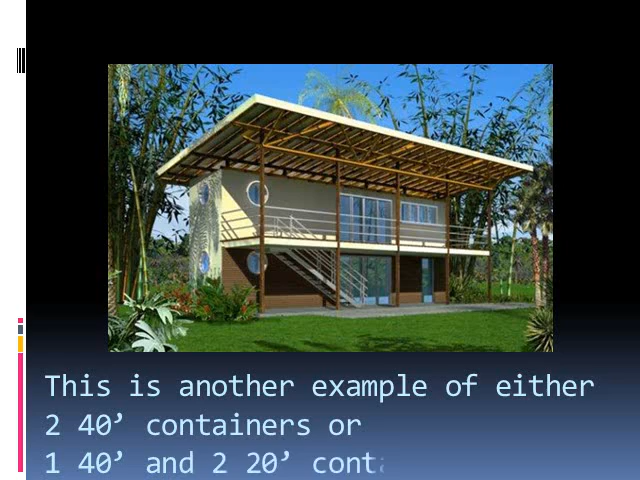 This is another example of either
2 40’ containers or
1 40’ and 2 20’ conta